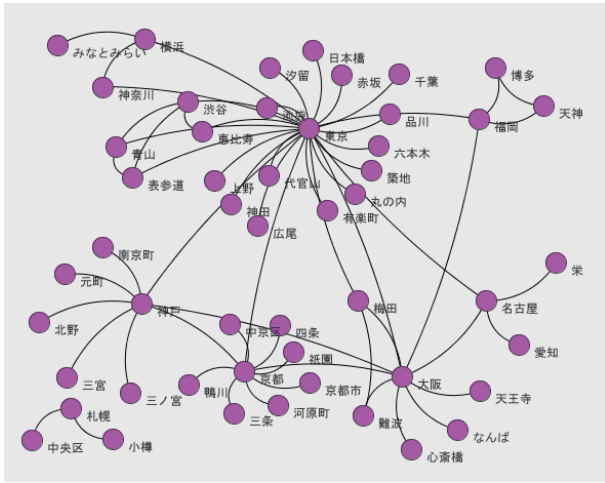 日本橋
みなとみらい
横浜
汐留
赤坂
千葉
博多
神奈川
渋谷
池袋
天神
恵比寿
東京
品川
福岡
青山
六本木
表参道
上野
代官山
築地
神田
丸の内
有楽町
広尾
南京町
栄
元町
神戸
梅田
名古屋
北野
中京区
四条
祇園
愛知
三宮
三ノ宮
鴨川
京都
京都市
大阪
天王寺
札幌
三条
河原町
難波
なんば
中央区
小樽
心斎橋